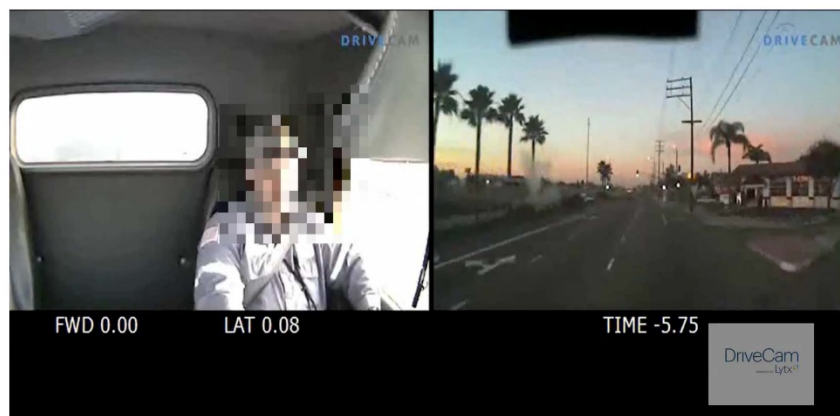 DRIVECAM
DRIVECAM
FWD 0.00
LAT 0.08
TIME -5.75
DriveCam
Lytx